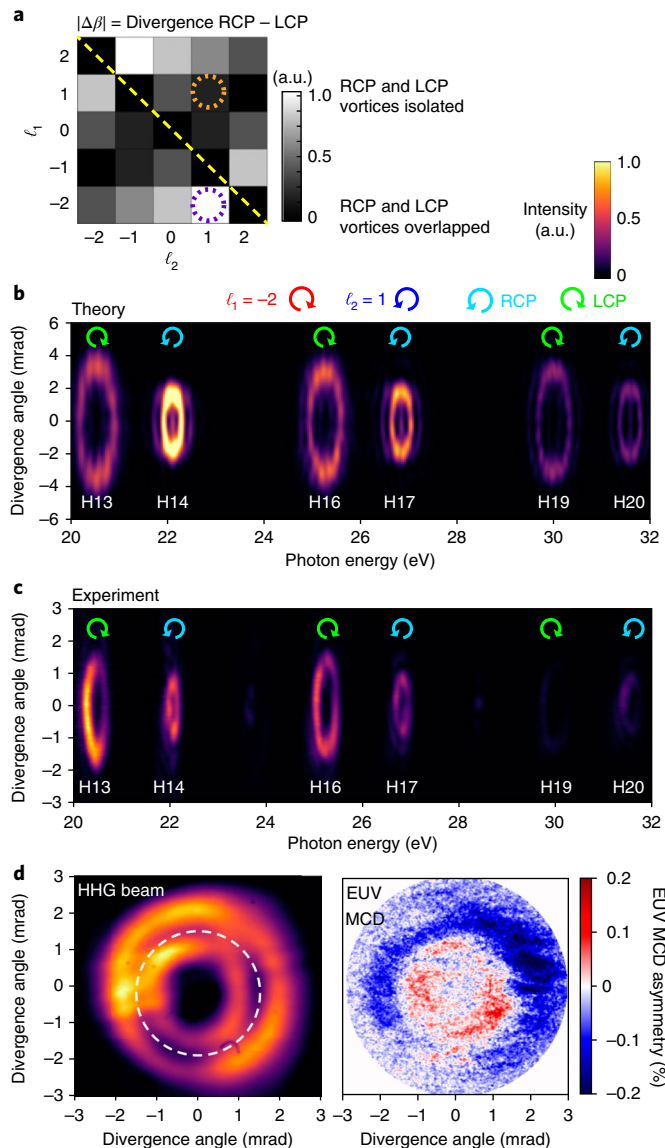 a
|Δβ| = Divergence RCP – LCP
2
1
0
–1
–2
ℓ1
–2 –1 0 1 2
ℓ2
(a.u.)
1.0
0.5
0
RCP and LCP
vortices isolated
RCP and LCP
vortices overlapped
Intensity
(a.u.)
1.0
0.5
0
b
Theory
ℓ1 = –2
ℓ2 = 1
RCP
LCP
Divergence angle (mrad)
6
4
2
0
–2
–4
–6
H13 H14 H16 H17 H19 H20
20 22 24 26 28 30 32
Photon energy (eV)
c
Experiment
Divergence angle (mrad)
3
2
1
0
–1
–2
–3
H13 H14 H16 H17 H19 H20
20 22 24 26 28 30 32
Photon energy (eV)
d
HHG beam
Divergence angle (mrad)
3
2
1
0
–1
–2
–3
–3 –2 –1 0 1 2 3
Divergence angle (mrad)
EUV
MCD
–3 –2 –1 0 1 2 3
Divergence angle (mrad)
0.2
0.1
0
–0.1
–0.2
EUV MCD asymmetry (%)